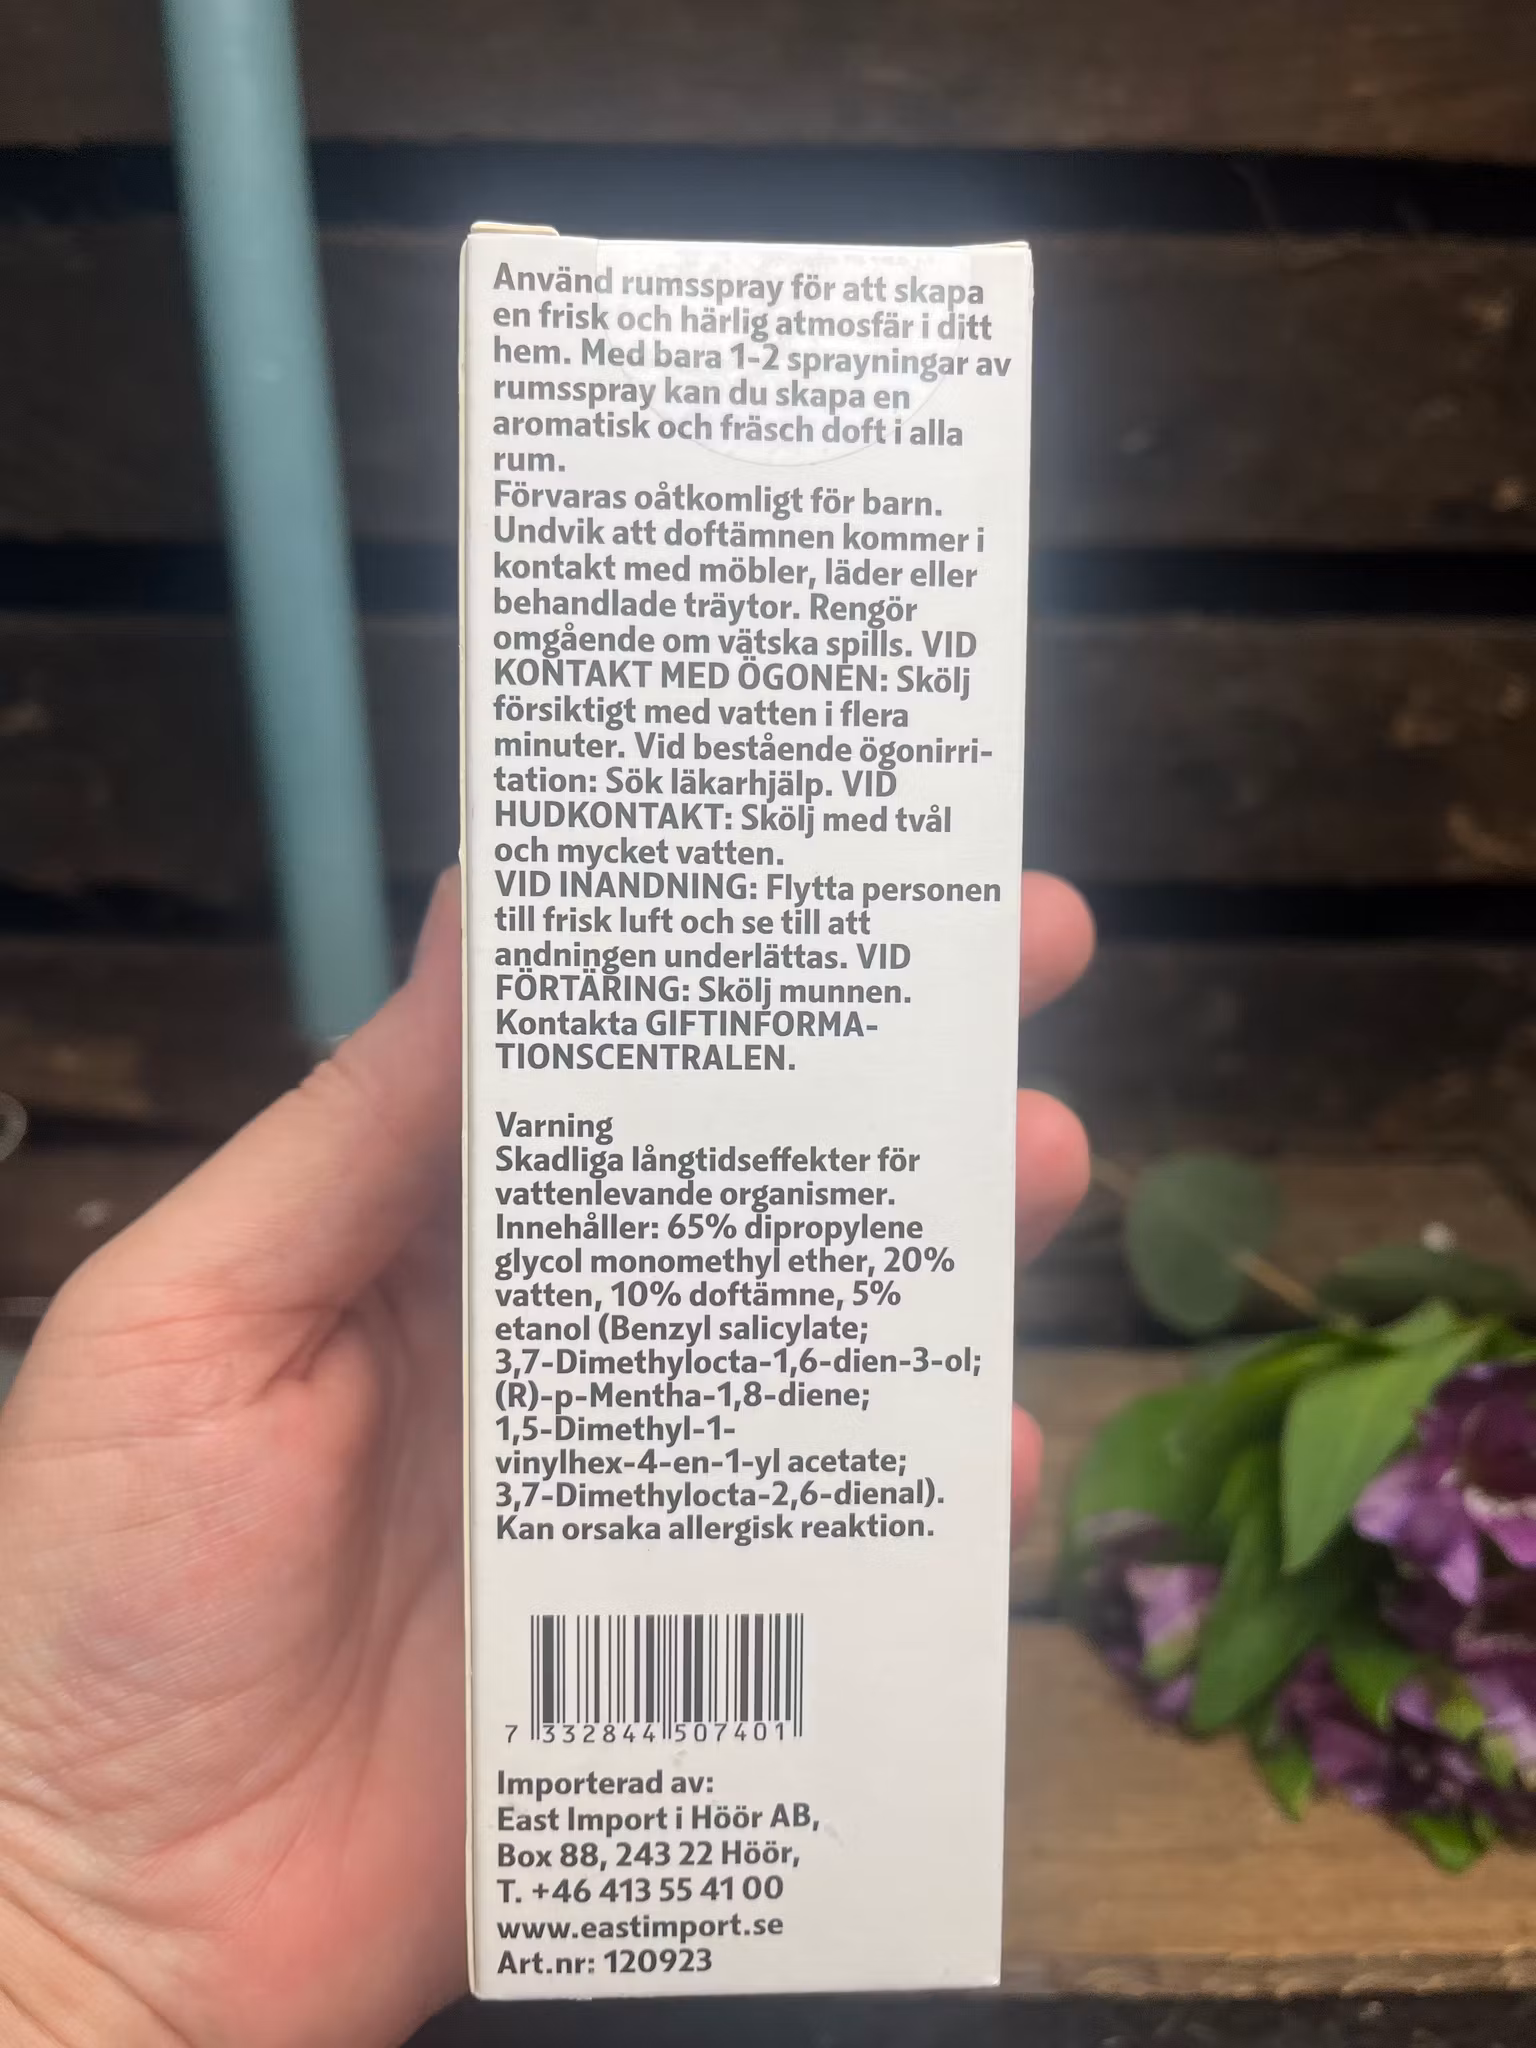 Använd rumsspray för att skapa
en frisk och härlig atmosfär i ditt
hem. Med bara 1-2 sprayningar av
rumsspray kan du skapa en
aromatisk och fräsch doft i alla
rum.
Förvaras oåtkomligt för barn.
Undvik att doftämnen kommer i
kontakt med möbler, läder eller
behandlade träytor. Rengör
omgående om vätska spills. VID
KONTAKT MED ÖGONEN: Skölj
försiktigt med vatten i flera
minuter. Vid bestående ögonirri-
tation: Sök läkarhjälp. VID
HUDKONTAKT: Skölj med tvål
och mycket vatten.
VID INANDNING: Flytta personen
till frisk luft och se till att
andningen underlättas. VID
FÖRTÄRING: Skölj munnen.
Kontakta GIFTINFORMA-
TIONSCENTRALEN.
Varning
Skadliga långtidseffekter för
vattenlevande organismer.
Innehåller: 65% dipropylene
glycol monomethyl ether, 20%
vatten, 10% doftämne, 5%
etanol (Benzyl salicylate;
3,7-Dimethylocta-1,6-dien-3-ol;
(R)-p-Mentha-1,8-diene;
1,5-Dimethyl-1-
vinylhex-4-en-1-yl acetate;
3,7-Dimethylocta-2,6-dienal).
Kan orsaka allergisk reaktion.
7 332844 507401
Importerad av:
East Import i Höör AB,
Box 88, 243 22 Höör,
T. +46 413 55 41 00
www.eastimport.se
Art.nr: 120923